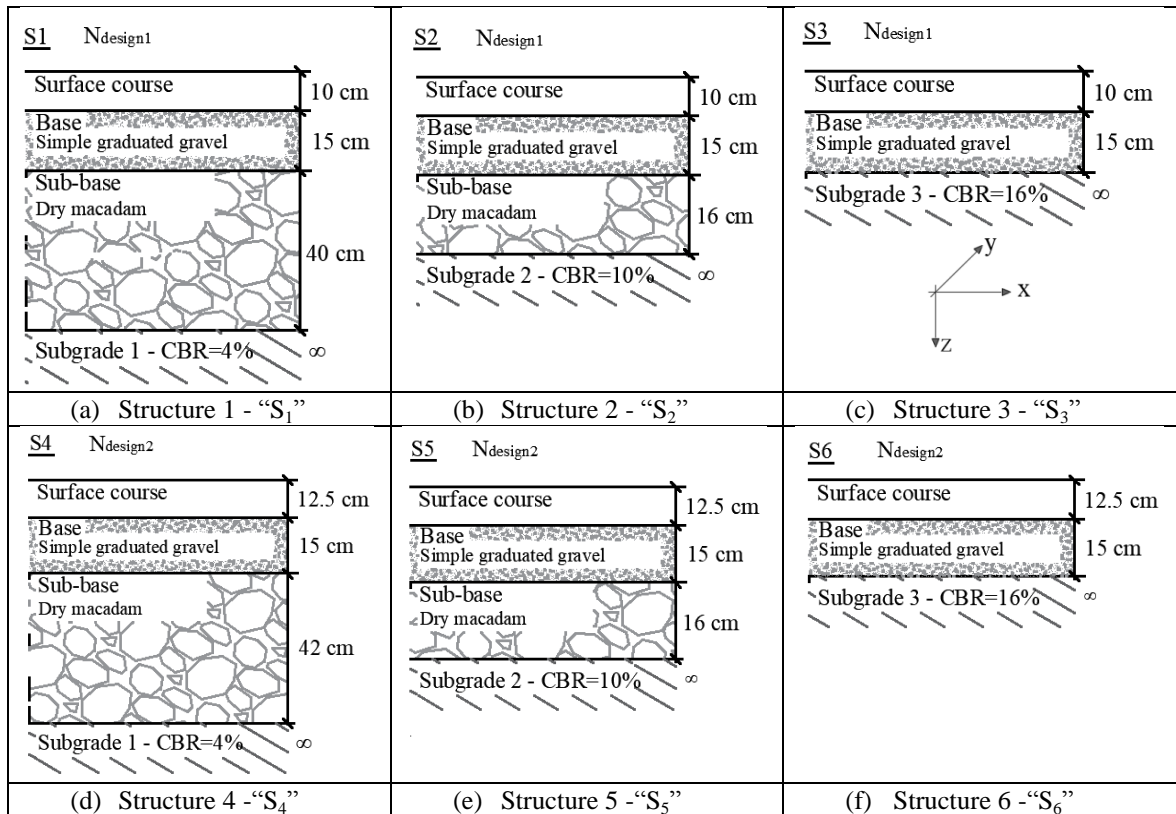 S1 Ndesign1
Surface course
10 cm
Base
Simple graduated gravel
15 cm
Sub-base
Dry macadam
40 cm
Subgrade 1 - CBR=4%
∞
(a) Structure 1 - “S1”
S2 Ndesign1
Surface course
10 cm
Base
Simple graduated gravel
15 cm
Sub-base
Dry macadam
16 cm
Subgrade 2 - CBR=10%
∞
(b) Structure 2 - “S2”
S3 Ndesign1
Surface course
10 cm
Base
Simple graduated gravel
15 cm
Subgrade 3 - CBR=16%
∞
y
x
z
(c) Structure 3 - “S3”
S4 Ndesign2
Surface course
12.5 cm
Base
Simple graduated gravel
15 cm
Sub-base
Dry macadam
42 cm
Subgrade 1 - CBR=4%
∞
(d) Structure 4 -“S4”
S5 Ndesign2
Surface course
12.5 cm
Base
Simple graduated gravel
15 cm
Sub-base
Dry macadam
16 cm
Subgrade 2 - CBR=10%
∞
(e) Structure 5 -“S5”
S6 Ndesign2
Surface course
12.5 cm
Base
Simple graduated gravel
15 cm
Subgrade 3 - CBR=16%
∞
(f) Structure 6 -“S6”